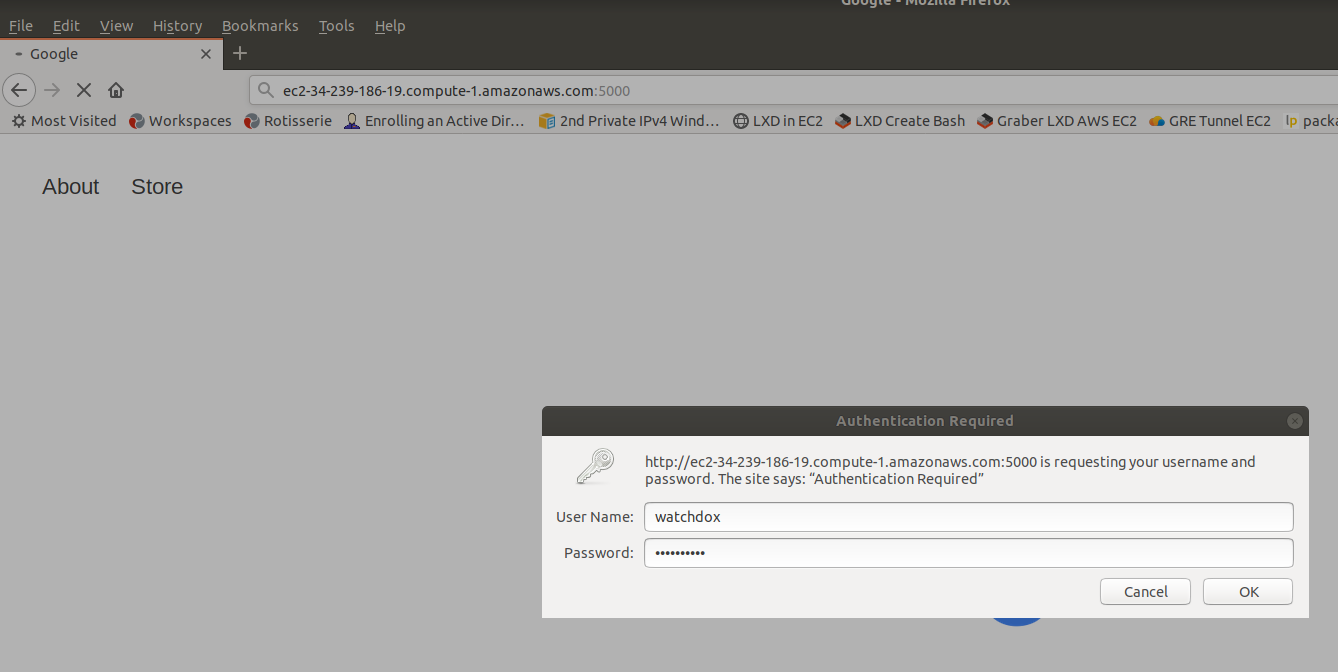 Google - Mozilla Firefox
File Edit View History Bookmarks Tools Help
Google
ec2-34-239-186-19.compute-1.amazonaws.com:5000
Most Visited Workspaces Rotisserie Enrolling an Active Dir... 2nd Private IPv4 Wind... LXD in EC2 LXD Create Bash Graber LXD AWS EC2 GRE Tunnel EC2 lp packa
About Store
Authentication Required
http://ec2-34-239-186-19.compute-1.amazonaws.com:5000 is requesting your username and
password. The site says: “Authentication Required”
User Name: watchdox
Password: ••••••••••
Cancel OK